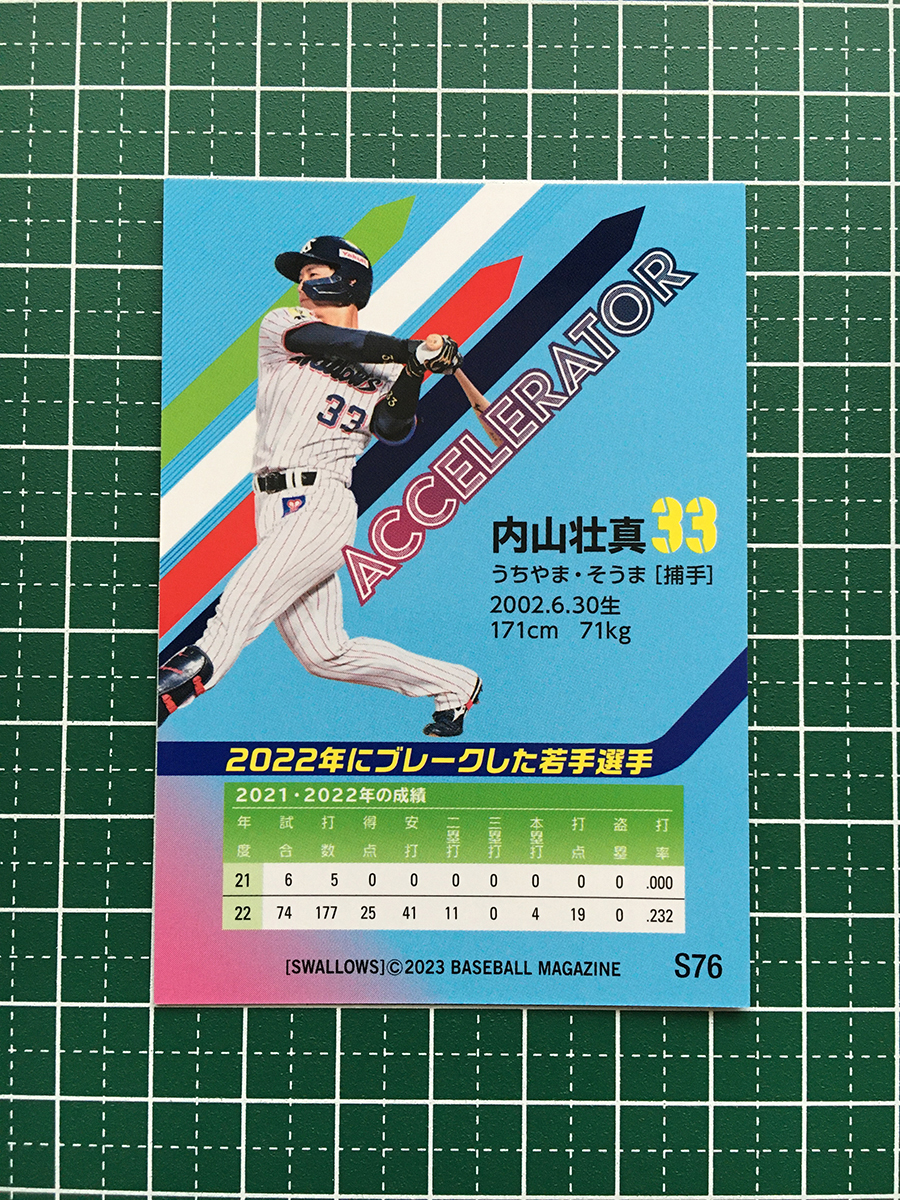 YAKULT
SWALLOWS
33
ACCELERATOR
内山壮真 33
うちやま・そうま [捕手]
2002.6.30生
171cm 71kg
2022年にブレークした若手選手
2021・2022年の成績
年度 試合 打数 得点 安打 二塁打 三塁打 本塁打 打点 盗塁 打率
21 6 5 0 0 0 0 0 0 0 .000
22 74 177 25 41 11 0 4 19 0 .232
[SWALLOWS]©2023 BASEBALL MAGAZINE S76